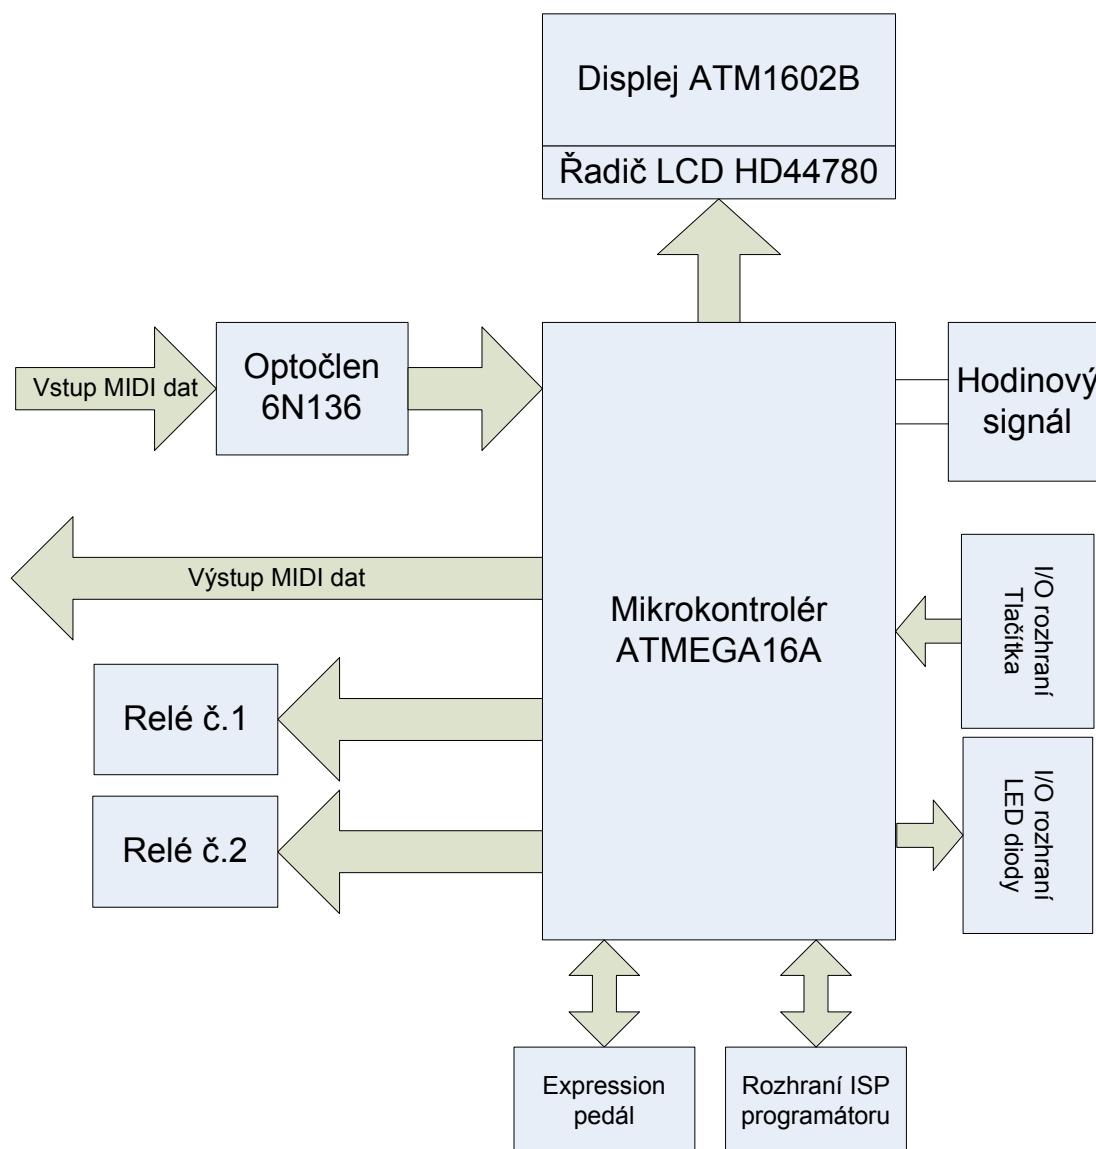 Displej ATM1602B
Řadič LCD HD44780
Vstup MIDI dat
Optočlen
6N136
Hodinový
signál
Výstup MIDI dat
Mikrokontrolér
ATMEGA16A
I/O rozhraní
Tlačítka
Relé č.1
I/O rozhraní
LED diody
Relé č.2
Expression
pedál
Rozhraní ISP
programátoru